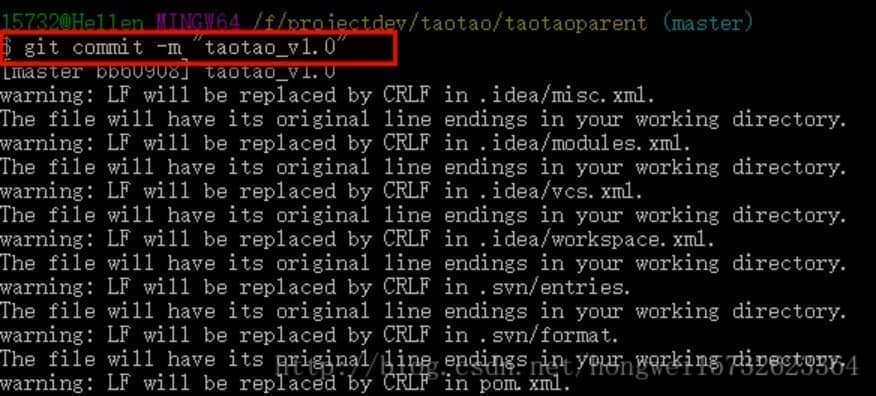 15732@Hellen MINGW64 /f/projectdev/taotao/taotaoparent (master)
$ git commit -m "taotao_v1.0"
[master bb60908] taotao_v1.0
warning: LF will be replaced by CRLF in .idea/misc.xml.
The file will have its original line endings in your working directory.
warning: LF will be replaced by CRLF in .idea/modules.xml.
The file will have its original line endings in your working directory.
warning: LF will be replaced by CRLF in .idea/vcs.xml.
The file will have its original line endings in your working directory.
warning: LF will be replaced by CRLF in .idea/workspace.xml.
The file will have its original line endings in your working directory.
warning: LF will be replaced by CRLF in .svn/entries.
The file will have its original line endings in your working directory.
warning: LF will be replaced by CRLF in .svn/format.
The file will have its original line endings in your working directory.
warning: LF will be replaced by CRLF in pom.xml.